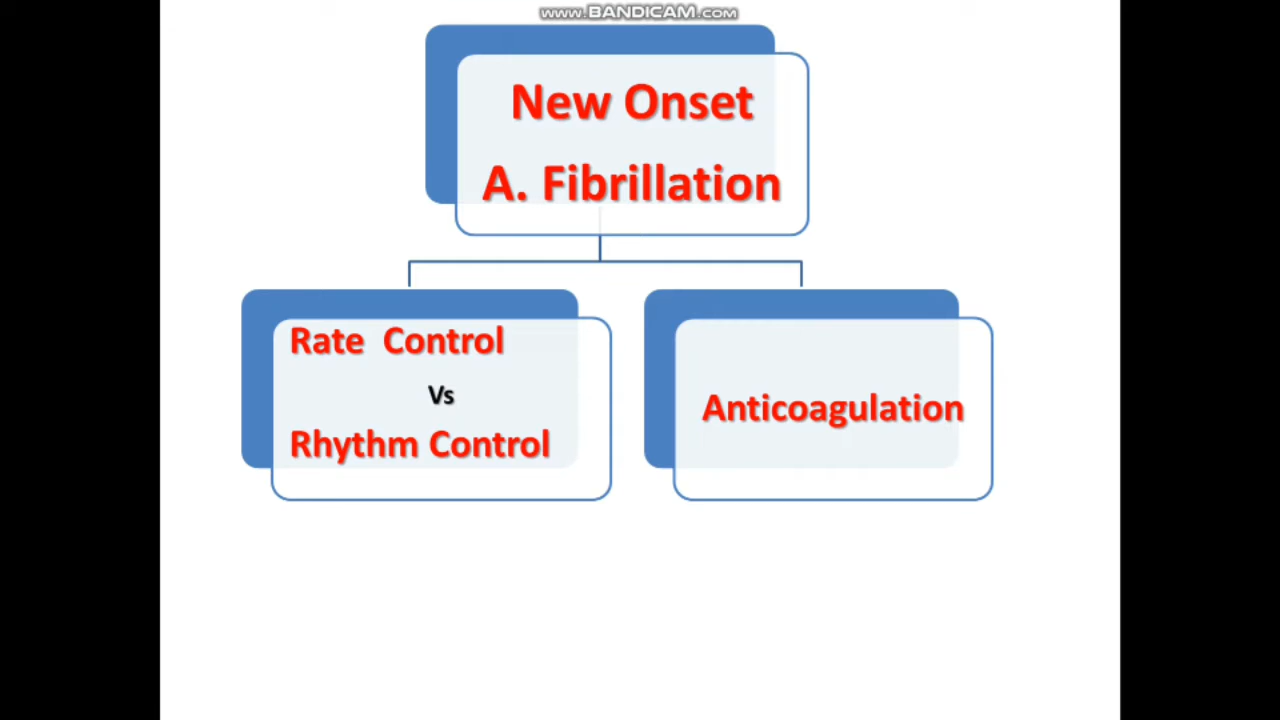 www.BANDICAM.com
New Onset
A. Fibrillation
Rate Control
Vs
Rhythm Control
Anticoagulation